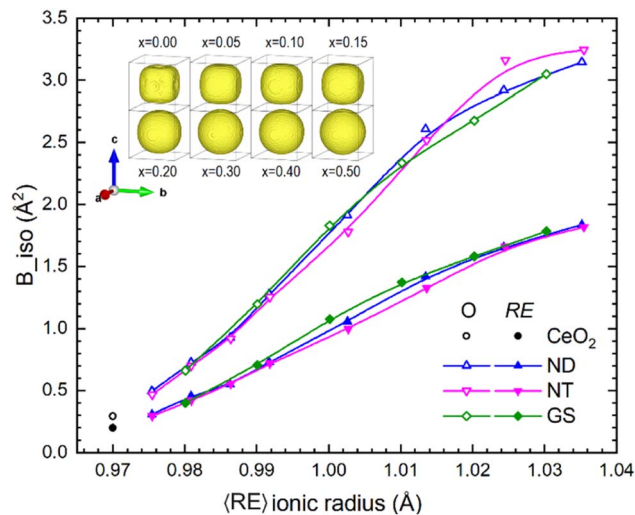 3.5
3.0
2.5
2.0
1.5
1.0
0.5
0.0
B_iso (Å²)
x=0.00 x=0.05 x=0.10 x=0.15
x=0.20 x=0.30 x=0.40 x=0.50
c
a
b
O RE
CeO₂
ND
NT
GS
0.97 0.98 0.99 1.00 1.01 1.02 1.03 1.04
⟨RE⟩ ionic radius (Å)